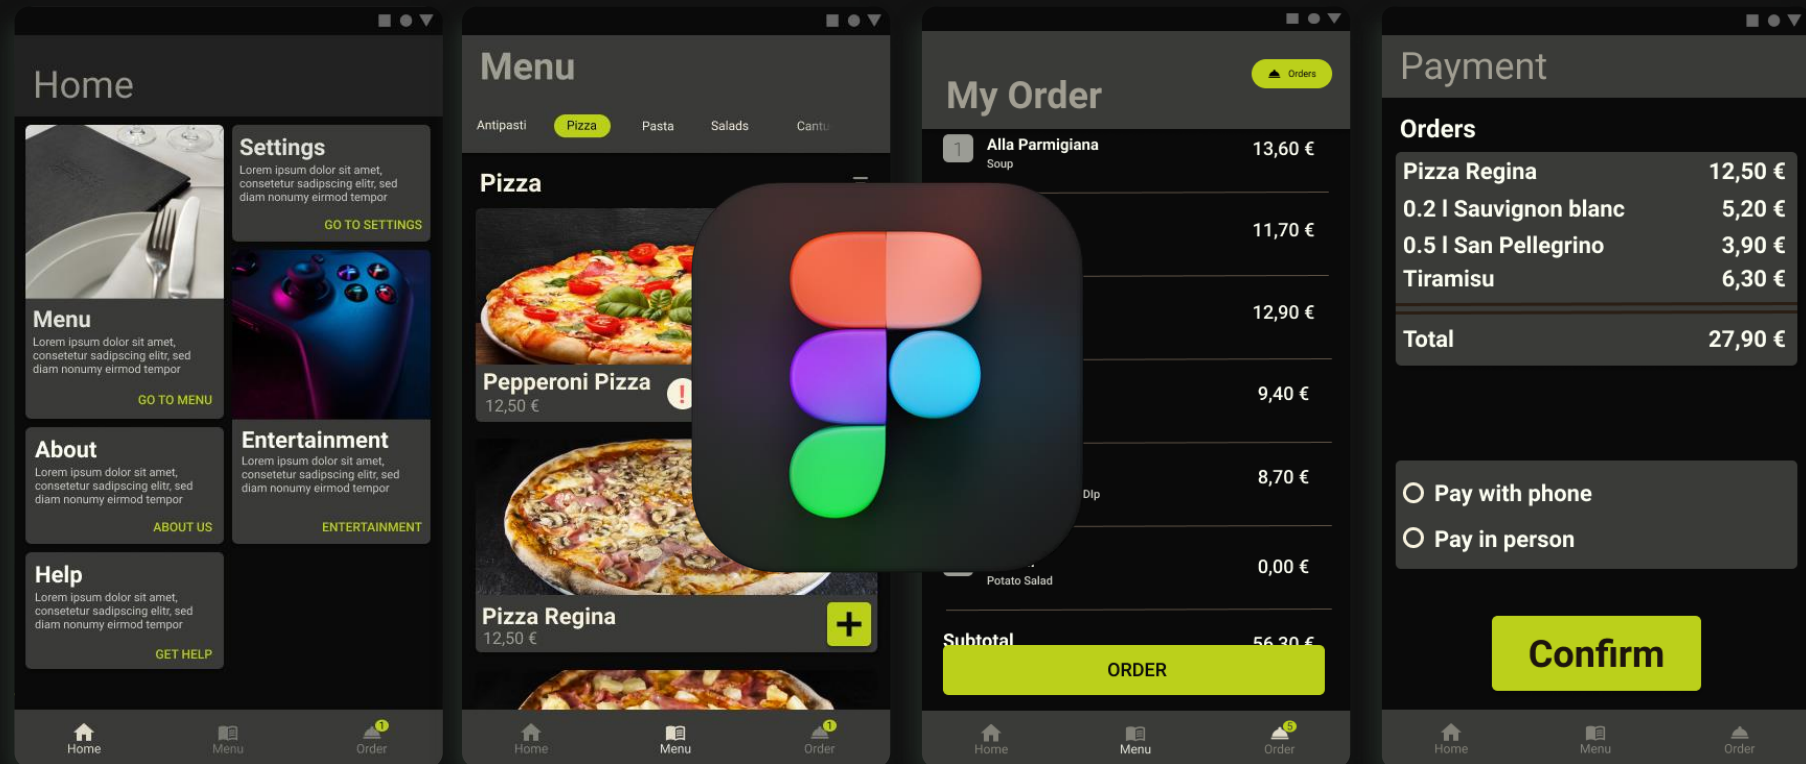 Home
Menu
Lorem ipsum dolor sit amet,
consetetur sadipscing elitr, sed
diam nonumy eirmod tempor
GO TO MENU
About
Lorem ipsum dolor sit amet,
consetetur sadipscing elitr, sed
diam nonumy eirmod tempor
ABOUT US
Help
Lorem ipsum dolor sit amet,
consetetur sadipscing elitr, sed
diam nonumy eirmod tempor
GET HELP
Settings
Lorem ipsum dolor sit amet,
consetetur sadipscing elitr, sed
diam nonumy eirmod tempor
GO TO SETTINGS
Entertainment
Lorem ipsum dolor sit amet,
consetetur sadipscing elitr, sed
diam nonumy eirmod tempor
ENTERTAINMENT
1
Home Menu Order
Menu
Antipasti Pizza Pasta Salads Cantu
Pizza
Pepperoni Pizza
12,50 € !
Pizza Regina
12,50 €
1
Home Menu Order
Orders
My Order
1 Alla Parmigiana 13,60 €
Soup
11,70 €
12,90 €
9,40 €
8,70 €
DIp
0,00 €
Potato Salad
Subtotal 56,30 €
ORDER
5
Home Menu Order
Payment
Orders
Pizza Regina 12,50 €
0.2 l Sauvignon blanc 5,20 €
0.5 l San Pellegrino 3,90 €
Tiramisu 6,30 €
Total 27,90 €
Pay with phone
Pay in person
Confirm
Home Menu Order